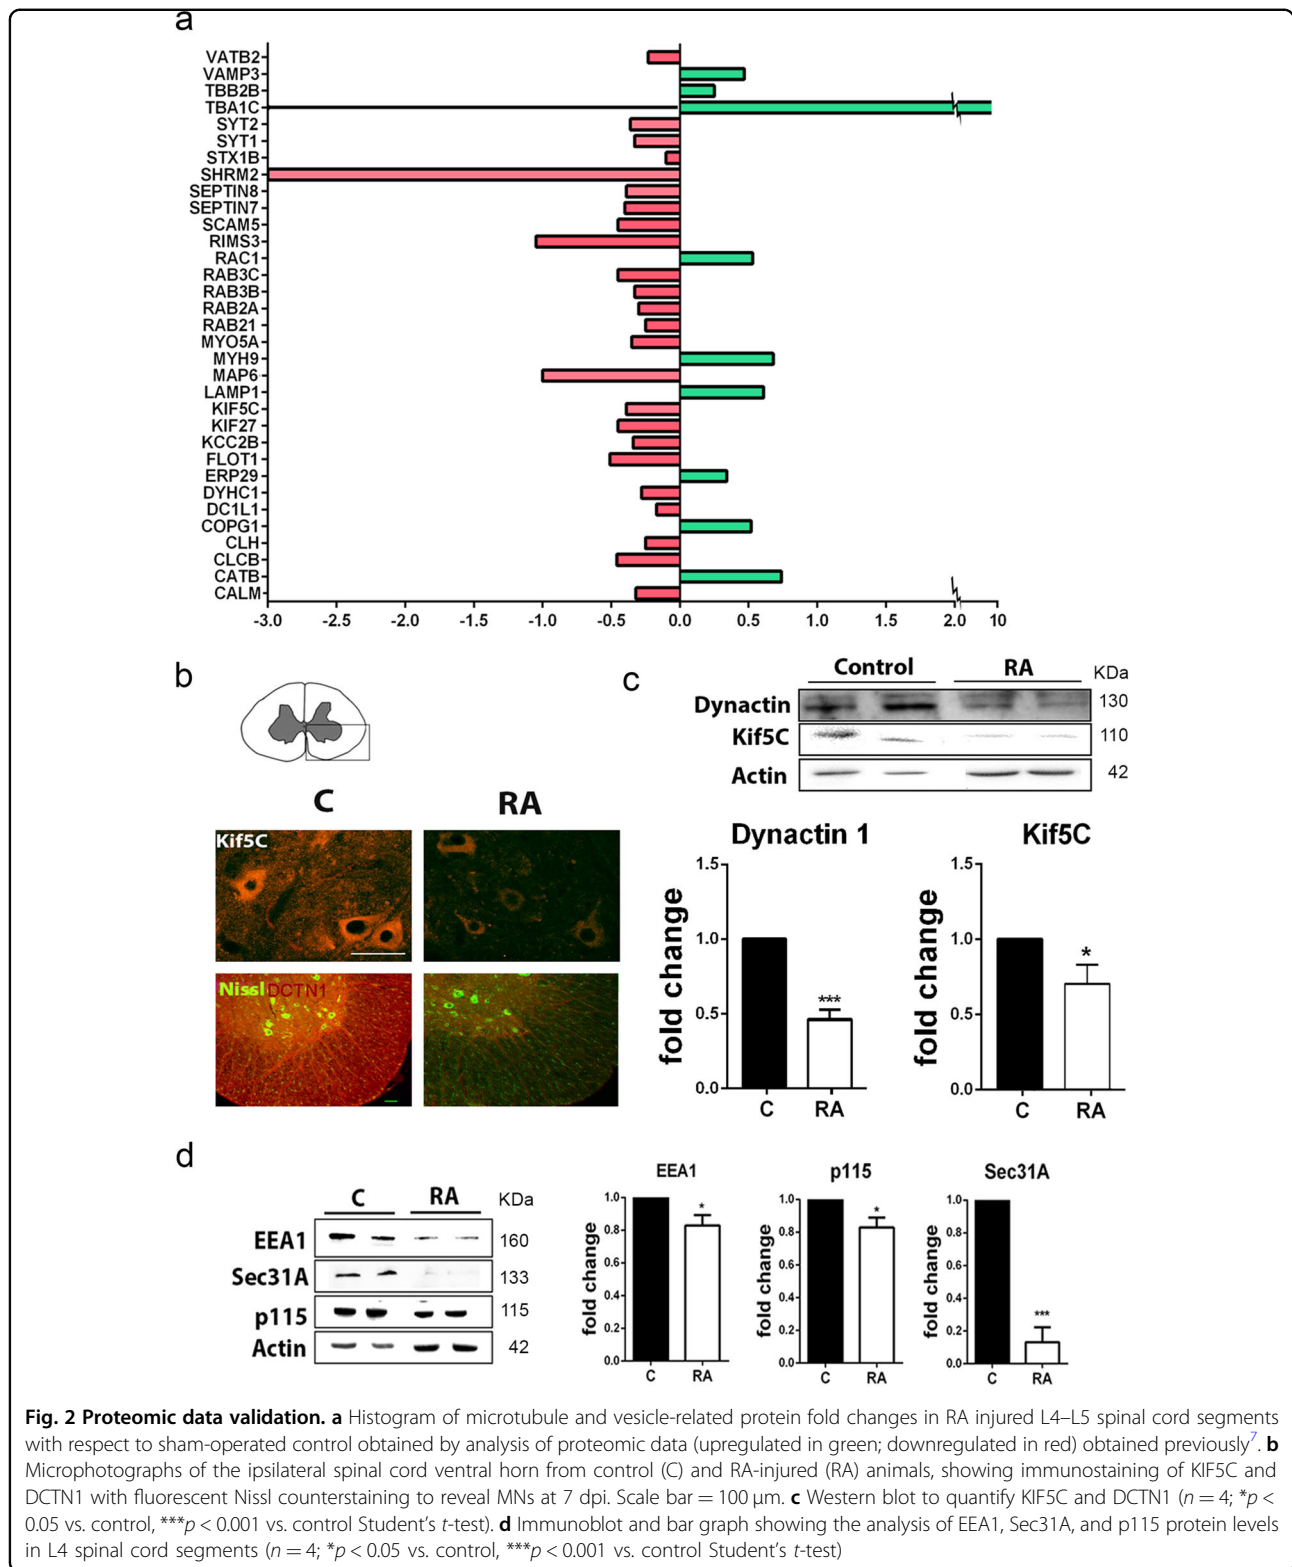 a
VATB2
VAMP3
TBB2B
TBA1C
SYT2
SYT1
STX1B
SHRM2
SEPTIN8
SEPTIN7
SCAM5
RIMS3
RAC1
RAB3C
RAB3B
RAB2A
RAB21
MYO5A
MYH9
MAP6
LAMP1
KIF5C
KIF27
KCC2B
FLOT1
ERP29
DYHC1
DC1L1
COPG1
CLH
CLCB
CATB
CALM
-3.0 -2.5 -2.0 -1.5 -1.0 -0.5 0.0 0.5 1.0 1.5 2.0 10
b
C RA
Kif5C
Nissl DCTN1
c
Control RA KDa
Dynactin 130
Kif5C 110
Actin 42
Dynactin 1
fold change
1.5
1.0
0.5
0.0
***
C RA
Kif5C
fold change
1.5
1.0
0.5
0.0
*
C RA
d
C RA KDa
EEA1 160
Sec31A 133
p115 115
Actin 42
EEA1
fold change
1.0
0.8
0.6
0.4
0.2
0.0
*
C RA
p115
fold change
1.0
0.8
0.6
0.4
0.2
0.0
*
C RA
Sec31A
fold change
1.0
0.8
0.6
0.4
0.2
0.0
***
C RA
Fig. 2 Proteomic data validation. a Histogram of microtubule and vesicle-related protein fold changes in RA injured L4–L5 spinal cord segments
with respect to sham-operated control obtained by analysis of proteomic data (upregulated in green; downregulated in red) obtained previously7. b
Microphotographs of the ipsilateral spinal cord ventral horn from control (C) and RA-injured (RA) animals, showing immunostaining of KIF5C and
DCTN1 with fluorescent Nissl counterstaining to reveal MNs at 7 dpi. Scale bar = 100 μm. c Western blot to quantify KIF5C and DCTN1 (n = 4; *p <
0.05 vs. control, ***p < 0.001 vs. control Student's t-test). d Immunoblot and bar graph showing the analysis of EEA1, Sec31A, and p115 protein levels
in L4 spinal cord segments (n = 4; *p < 0.05 vs. control, ***p < 0.001 vs. control Student's t-test)